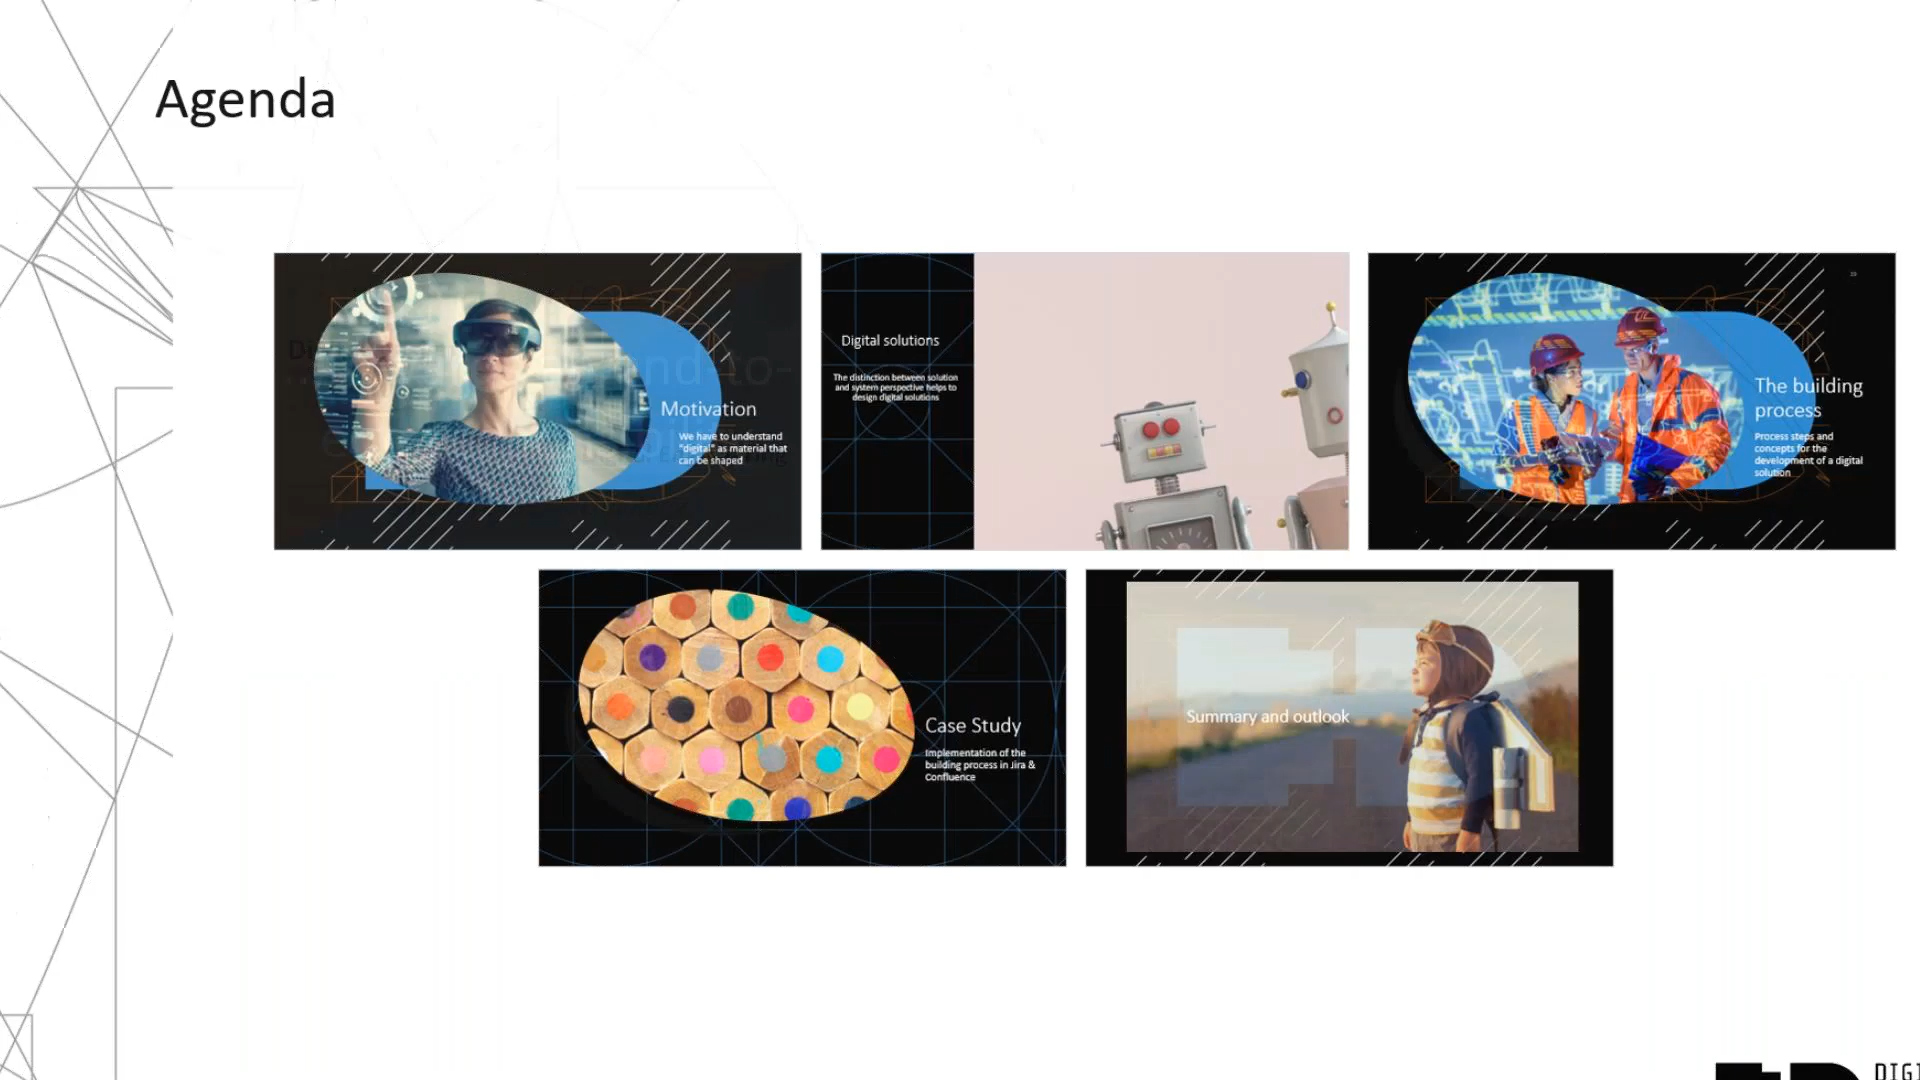 Agenda
Motivation
We have to understand
"digital" as material that
can be shaped
Digital solutions
The distinction between solution
and system perspective helps to
design digital solutions
The building
process
Process steps and
concepts for the
development of a digital
solution
Case Study
Implementation of the
building process in Jira &
Confluence
Summary and outlook